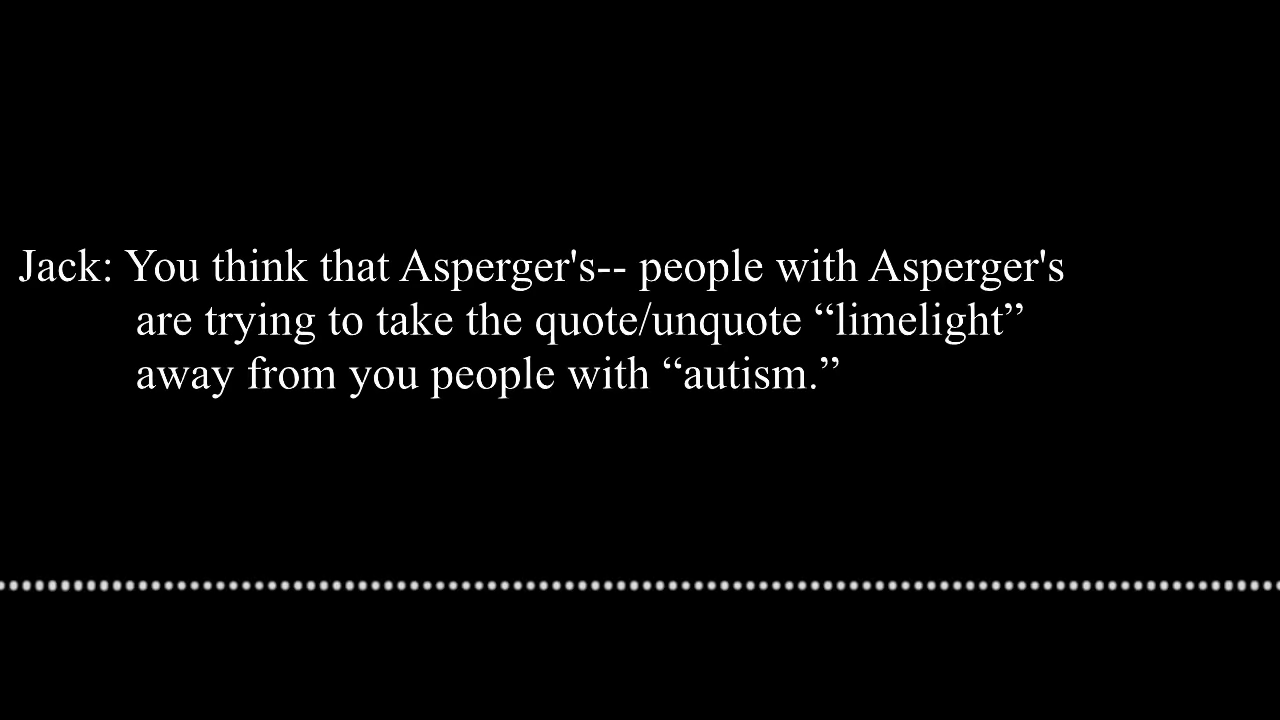 Jack: You think that Asperger's-- people with Asperger's
are trying to take the quote/unquote “limelight”
away from you people with “autism.”